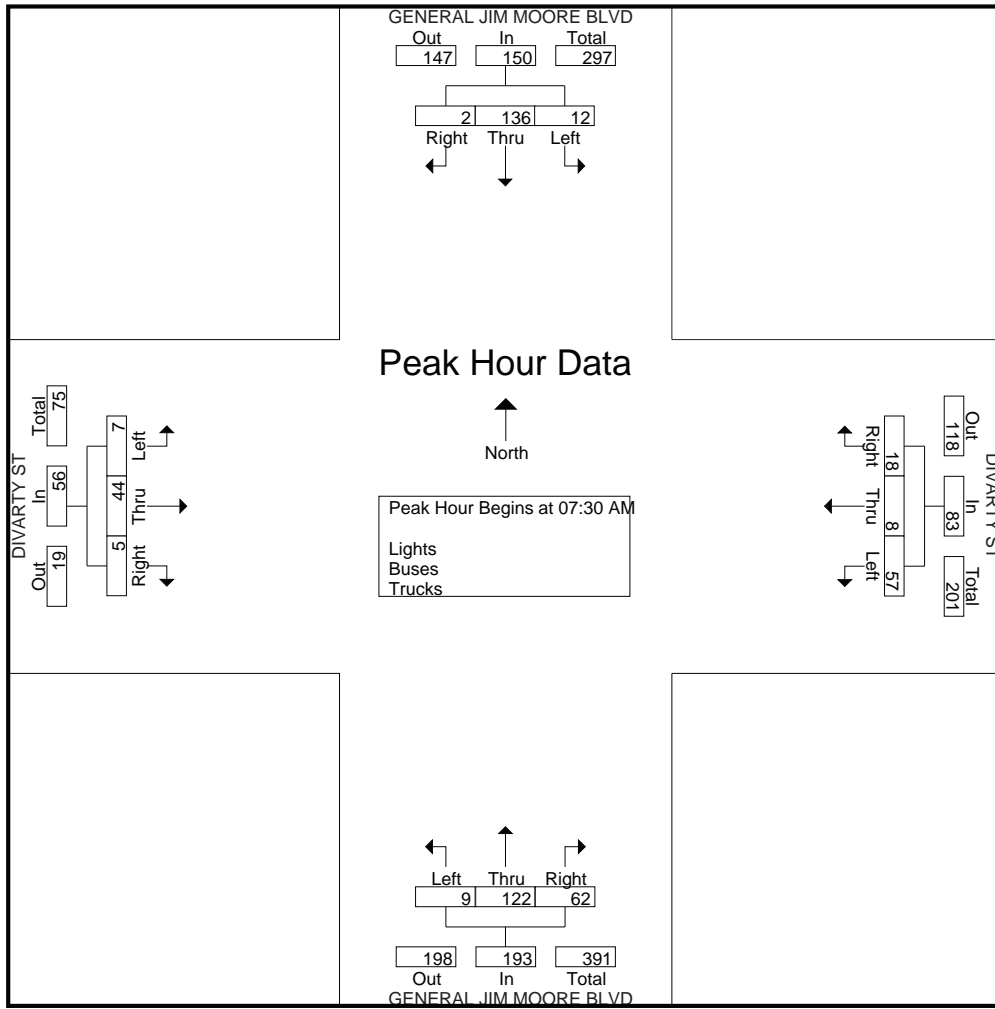 GENERAL JIM MOORE BLVD
Out In Total
147 150 297
2 136 12
Right Thru Left
Peak Hour Data
North
Peak Hour Begins at 07:30 AM
Lights
Buses
Trucks
DIVARTY ST
Out In Total
19 56 75
Right Thru Left
5 44 7
DIVARTY ST
Out In Total
118 83 201
18 8 57
Right Thru Left
Left Thru Right
9 122 62
198 193 391
Out In Total
GENERAL JIM MOORE BLVD